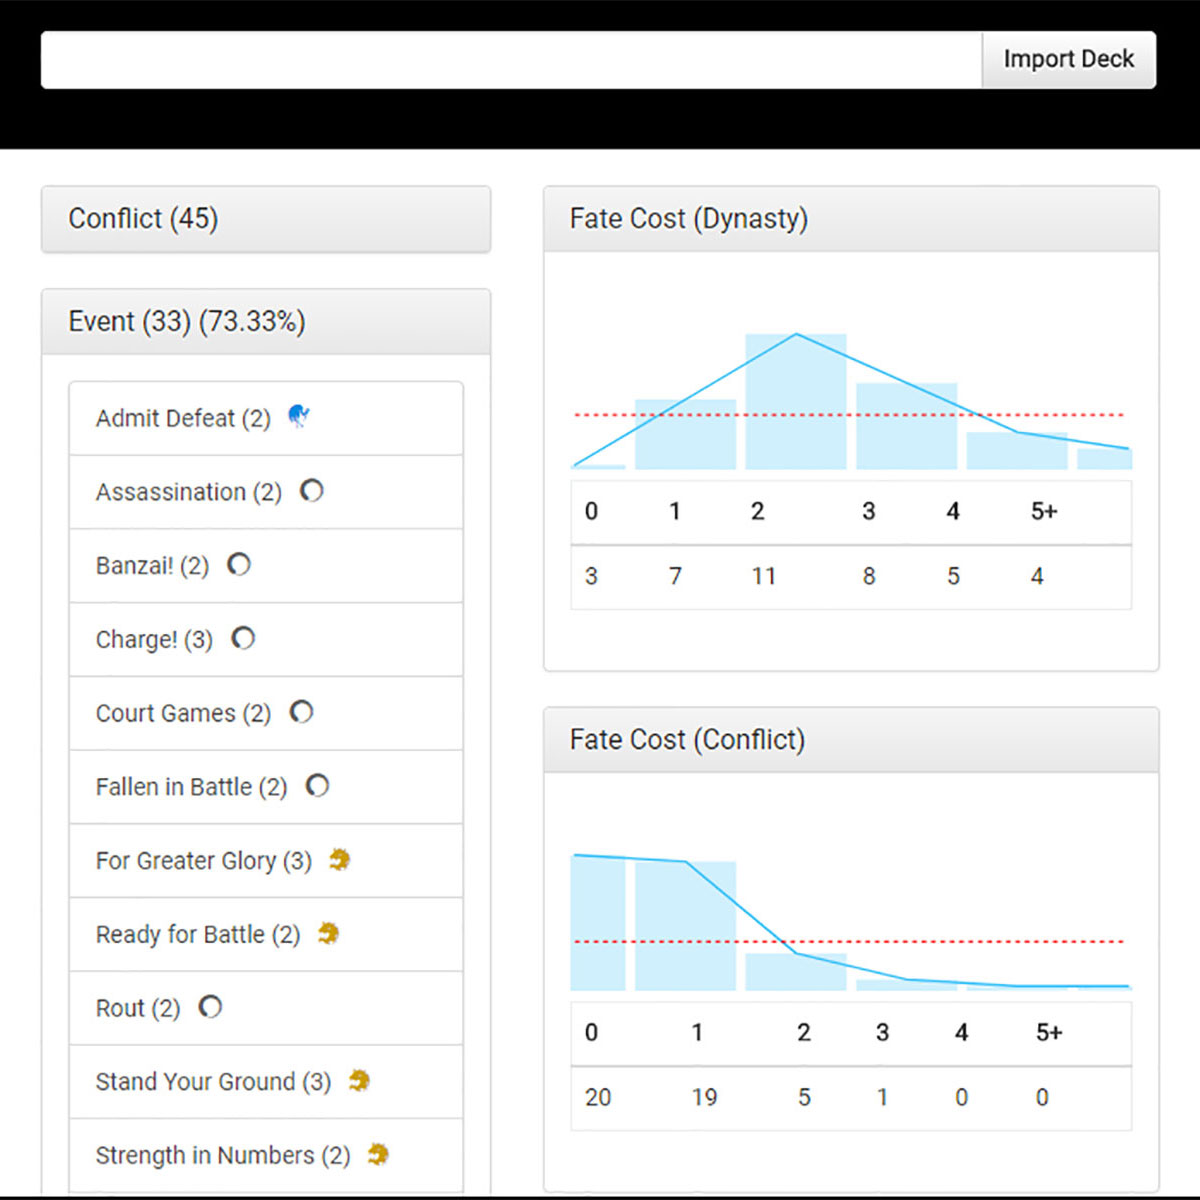 Import Deck
Conflict (45)
Event (33) (73.33%)
Admit Defeat (2)
Assassination (2)
Banzai! (2)
Charge! (3)
Court Games (2)
Fallen in Battle (2)
For Greater Glory (3)
Ready for Battle (2)
Rout (2)
Stand Your Ground (3)
Strength in Numbers (2)
Fate Cost (Dynasty)
0 1 2 3 4 5+
3 7 11 8 5 4
Fate Cost (Conflict)
0 1 2 3 4 5+
20 19 5 1 0 0